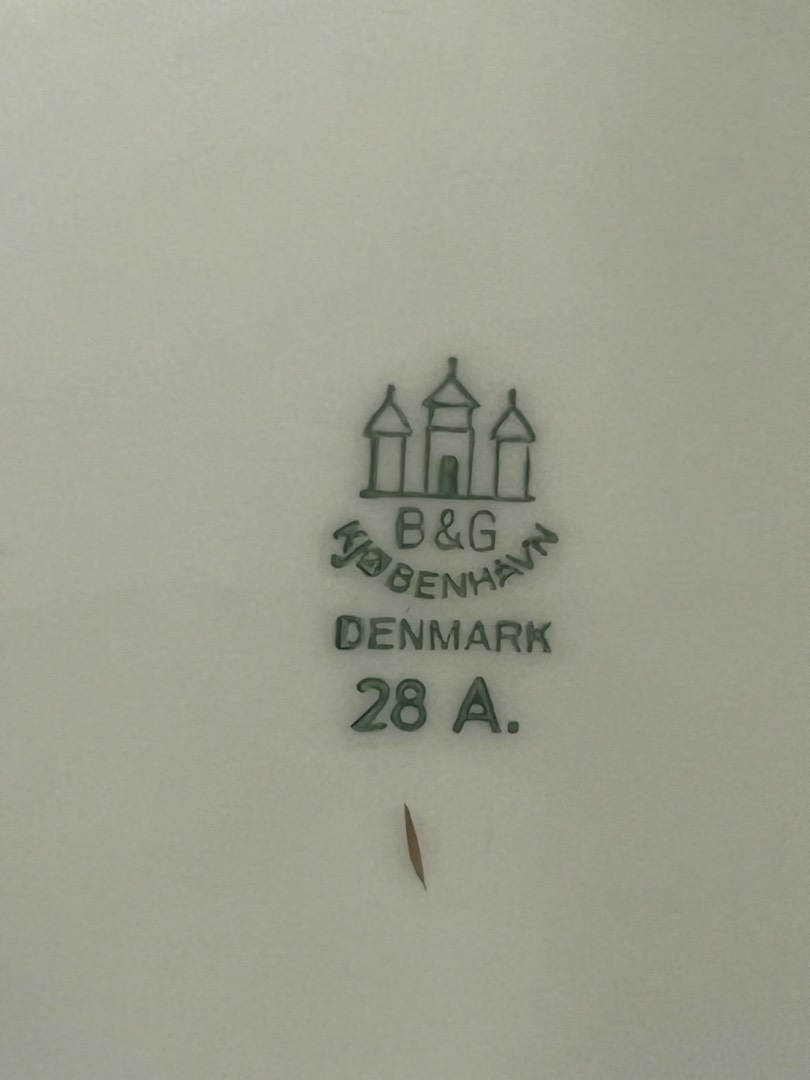 B&G
KJØBENHAVN
DENMARK
28 A.